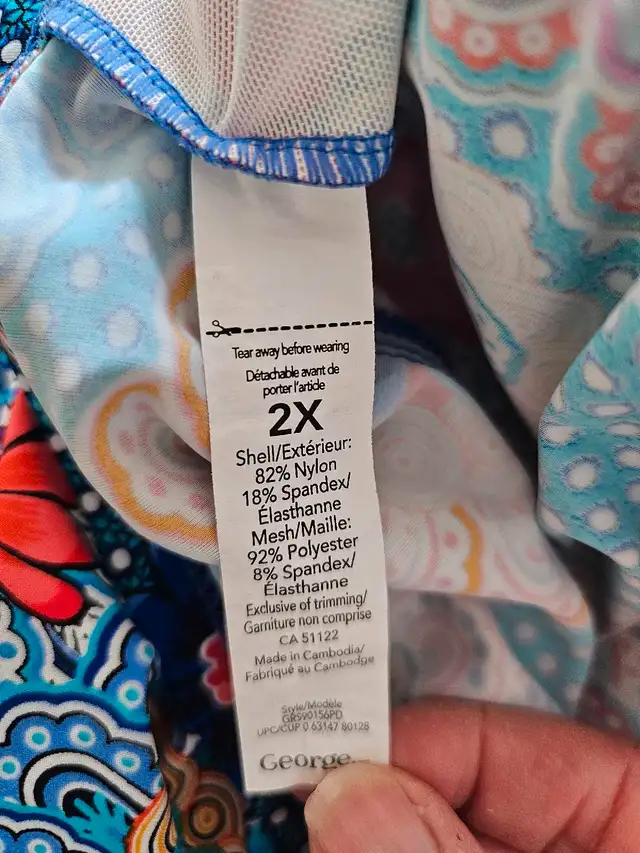 Tear away before wearing
Détachable avant de
porter l'article
2X
Shell/Extérieur:
82% Nylon
18% Spandex/
Élasthanne
Mesh/Maille:
92% Polyester
8% Spandex/
Élasthanne
Exclusive of trimming/
Garniture non comprise
CA 51122
Made in Cambodia/
Fabriqué au Cambodge
Style/Modèle
GRS90156PD
UPC/CUP 0 63147 80128
George.